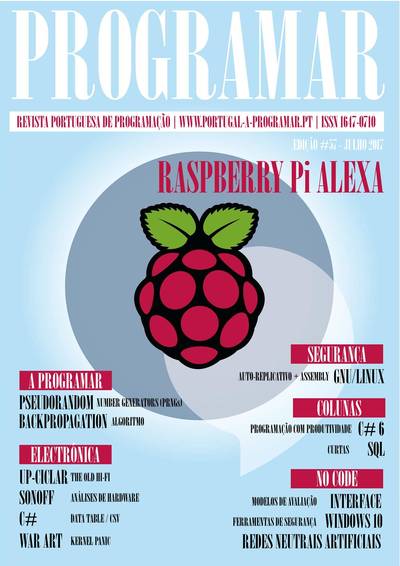 PROGRAMAR
REVISTA PORTUGUESA DE PROGRAMAÇÃO | WWW.PORTUGAL-A-PROGRAMAR.PT | ISSN 1647-0710
EDIÇÃO #57 - JULHO 2017
RASPBERRY Pi ALEXA
A PROGRAMAR
PSEUDORANDOM NUMBER GENERATORS (PRNGs)
BACKPROPAGATION ALGORITMO
ELECTRÓNICA
UP-CICLAR THE OLD HI-FI
SONOFF ANÁLISES DE HARDWARE
C# DATA TABLE / CSV
WAR ART KERNEL PANIC
SEGURANÇA
AUTO-REPLICATIVO + ASSEMBLY GNU/LINUX
COLUNAS
PROGRAMAÇÃO COM PRODUTIVIDADE C# 6
CURTAS SQL
NO CODE
MODELOS DE AVALIAÇÃO INTERFACE
FERRAMENTAS DE SEGURANÇA WINDOWS 10
REDES NEUTRAIS ARTIFICIAIS